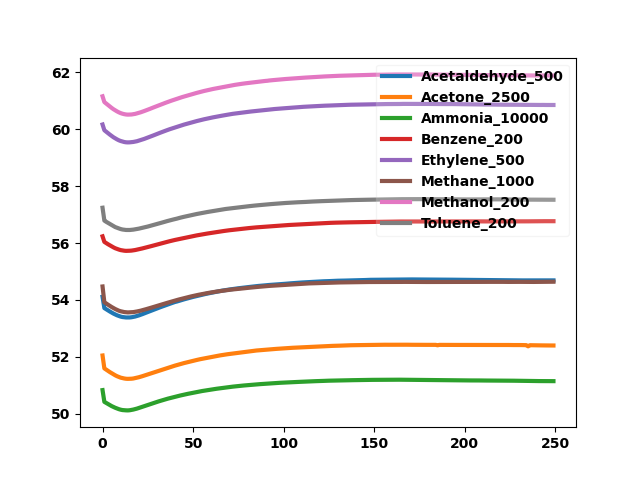 62
60
58
56
54
52
50
0
50
100
150
200
250
Acetaldehyde_500
Acetone_2500
Ammonia_10000
Benzene_200
Ethylene_500
Methane_1000
Methanol_200
Toluene_200